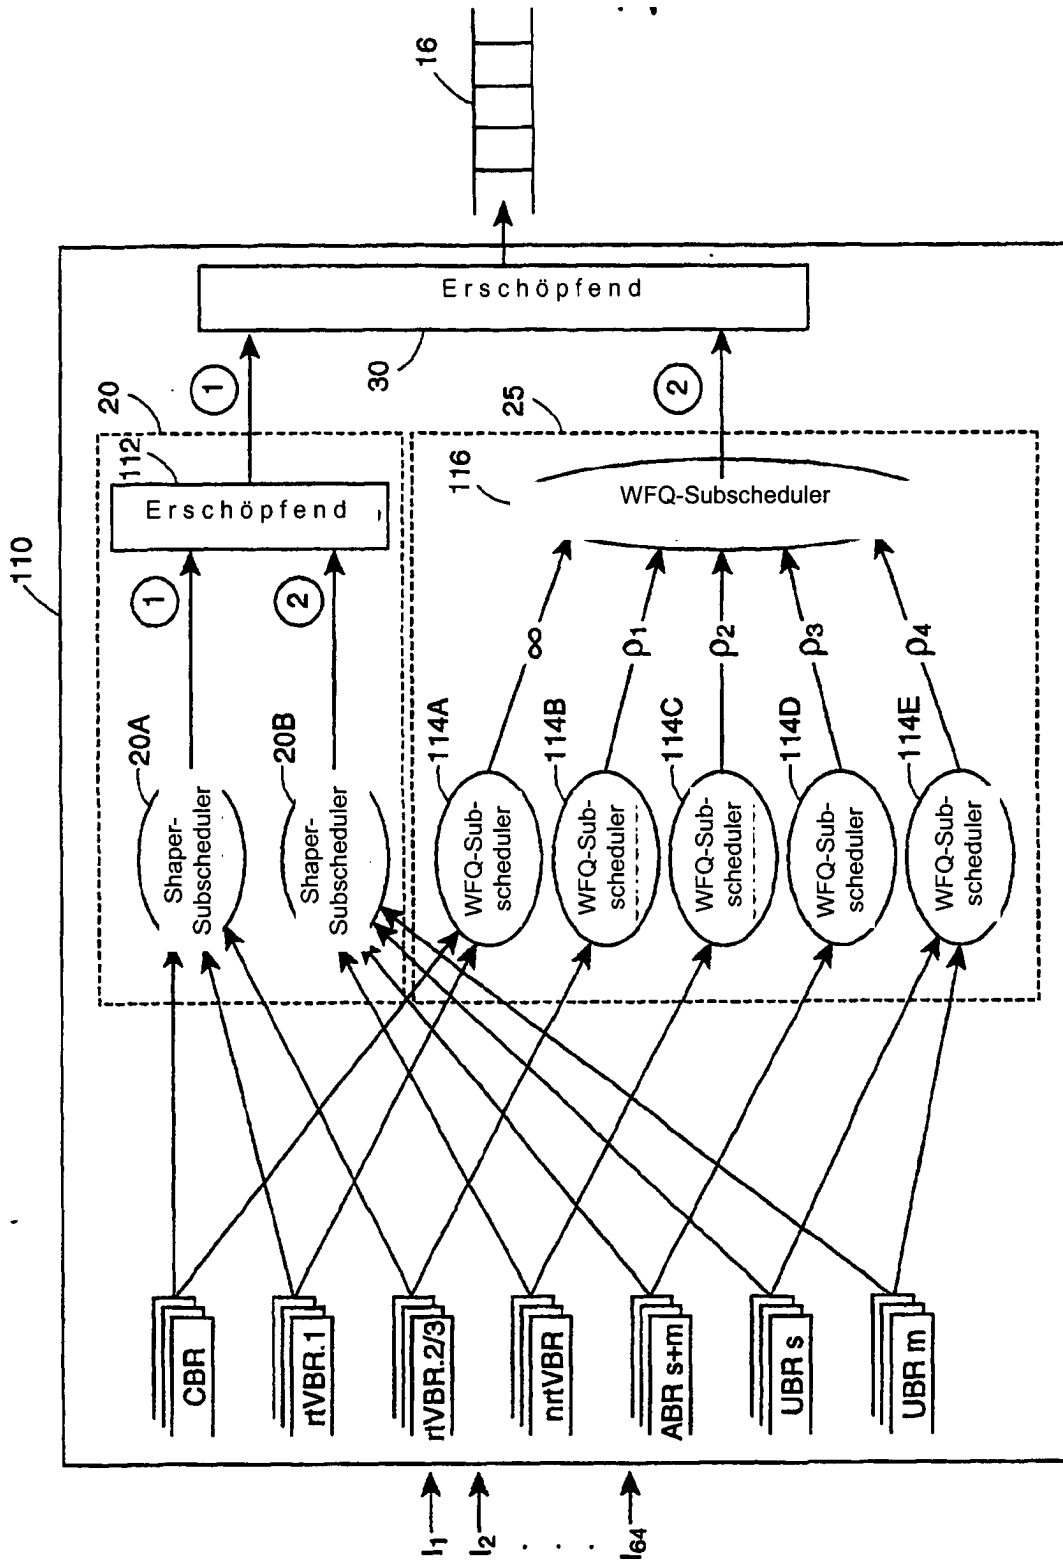 110
16
20
112
Erschöpfend
1
2
Erschöpfend
30
1
2
20A
Shaper-
Subscheduler
20B
Shaper-
Subscheduler
25
116
WFQ-Subscheduler
∞
ρ1
ρ2
ρ3
ρ4
114A
WFQ-Sub-
scheduler
114B
WFQ-Sub-
scheduler
114C
WFQ-Sub-
scheduler
114D
WFQ-Sub-
scheduler
114E
WFQ-Sub-
scheduler
CBR
rtVBR.1
rtVBR.2/3
nrtVBR
ABR s+m
UBR s
UBR m
I1
I2
. . . .
I64